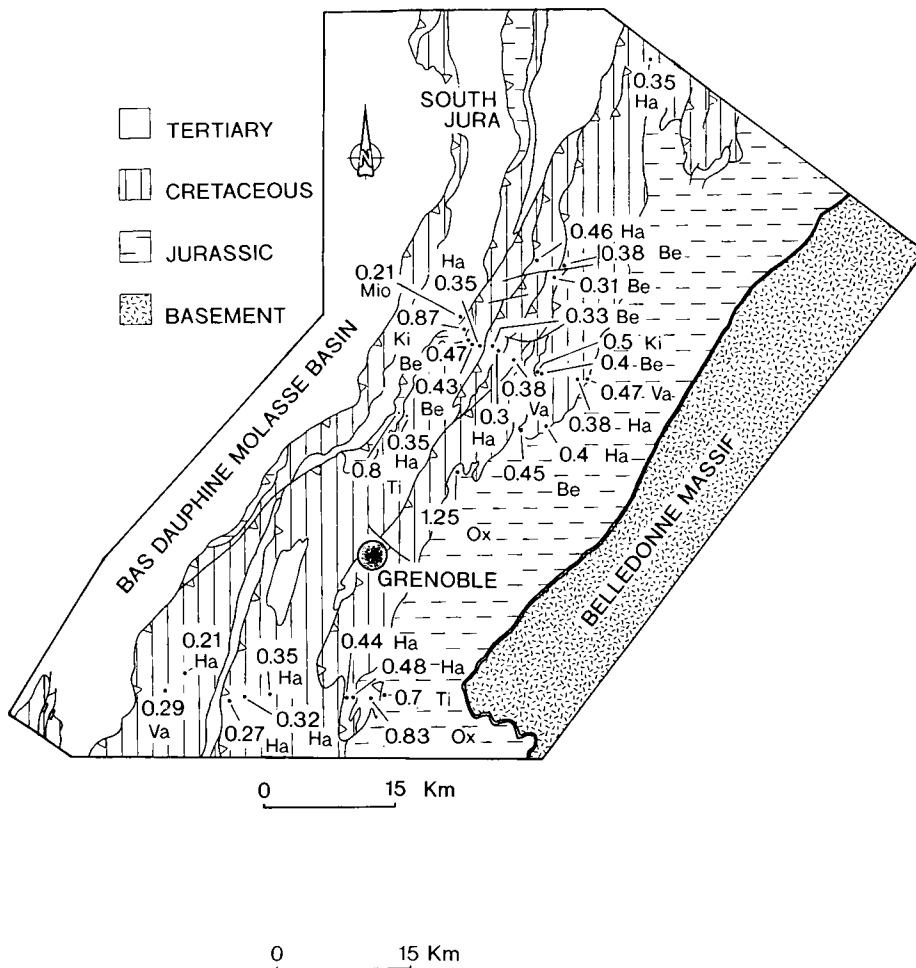 0.35
Ha
SOUTH
JURA
TERTIARY
CRETACEOUS
JURASSIC
BASEMENT
N
0.46 Ha
0.38 Be
0.31 Be
0.33 Be
Ha
0.35
0.21
Mio
0.87
Ki
Be
0.47
0.5 Ki
0.4 Be
0.47 Va
0.43
Be
0.38
Va
0.3
Ha
0.38 Ha
0.4 Ha
0.45
Be
0.35
Ha
0.8
Ti
1.25
Ox
BAS DAUPHINE MOLASSE BASIN
BELLEDONNE MASSIF
GRENOBLE
0.21
Ha
0.35
Ha
0.44 Ha
0.48 Ha
0.7 Ti
0.29
Va
0.27
Ha
0.32
Ha
0.83 Ox
0 15 Km
0 15 Km